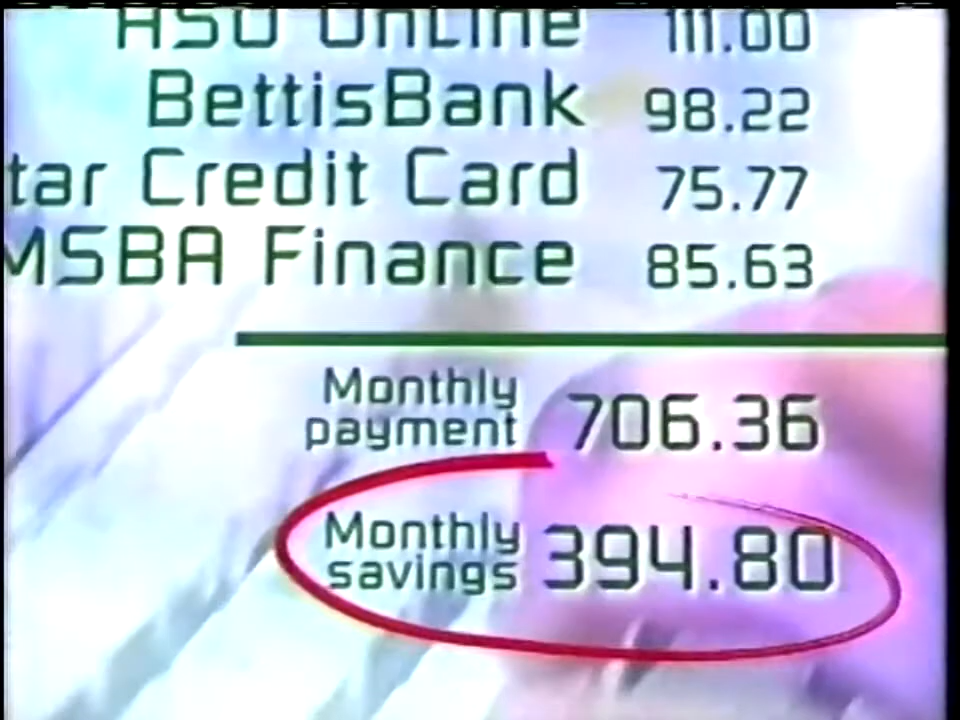 ASO Online 111.00
BettisBank 98.22
tar Credit Card 75.77
MSBA Finance 85.63
Monthly payment 706.36
Monthly savings 394.80